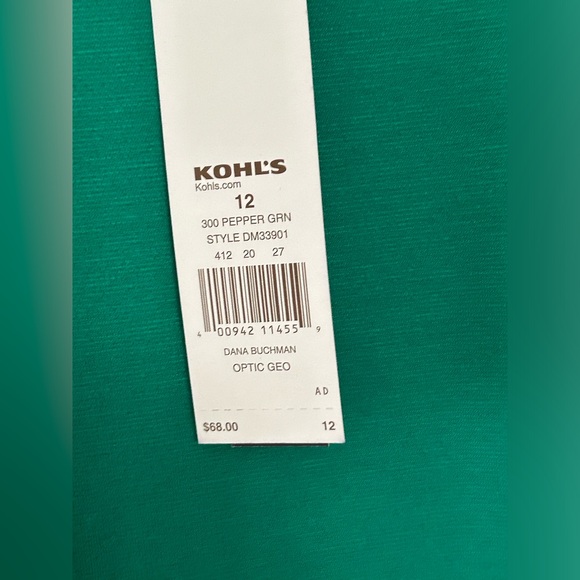 KOHL'S
Kohls.com
12
300 PEPPER GRN
STYLE DM33901
412 20 27
4 00942 11455 9
DANA BUCHMAN
OPTIC GEO
AD
$68.00 12